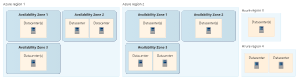 Azure region 1
Availability Zone 1
Datacenter
Availability Zone 2
Datacenter Datacenter
Availability Zone 3
Datacenter Datacenter
Azure region 2
Availability Zone 1
Datacenter
Availability Zone 2
Datacenter Datacenter
Availability Zone 3
Datacenter Datacenter
Azure region 3
Datacenter
Azure region 4
Datacenter